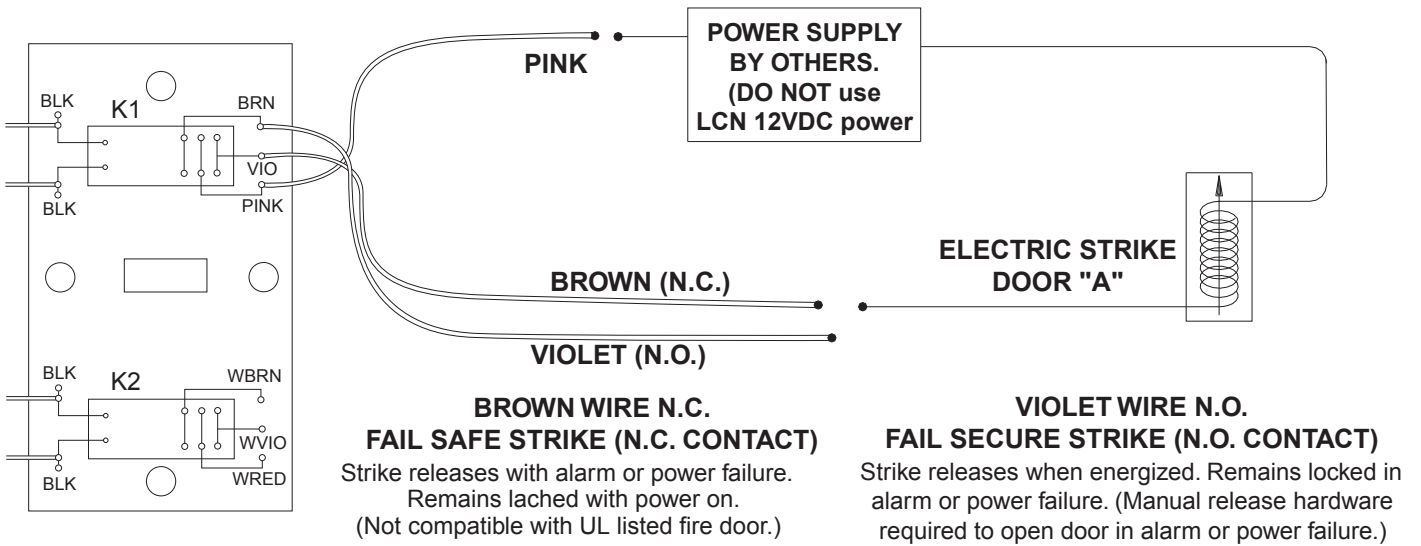 POWER SUPPLY
BY OTHERS.
(DO NOT use
LCN 12VDC power
PINK
BLK
K1
BRN
VIO
PINK
BLK
ELECTRIC STRIKE
DOOR "A"
BROWN (N.C.)
VIOLET (N.O.)
BLK
K2
WBRN
WVIO
WRED
BLK
BROWN WIRE N.C.
FAIL SAFE STRIKE (N.C. CONTACT)
Strike releases with alarm or power failure.
Remains lached with power on.
(Not compatible with UL listed fire door.)
VIOLET WIRE N.O.
FAIL SECURE STRIKE (N.O. CONTACT)
Strike releases when energized. Remains locked in
alarm or power failure. (Manual release hardware
required to open door in alarm or power failure.)